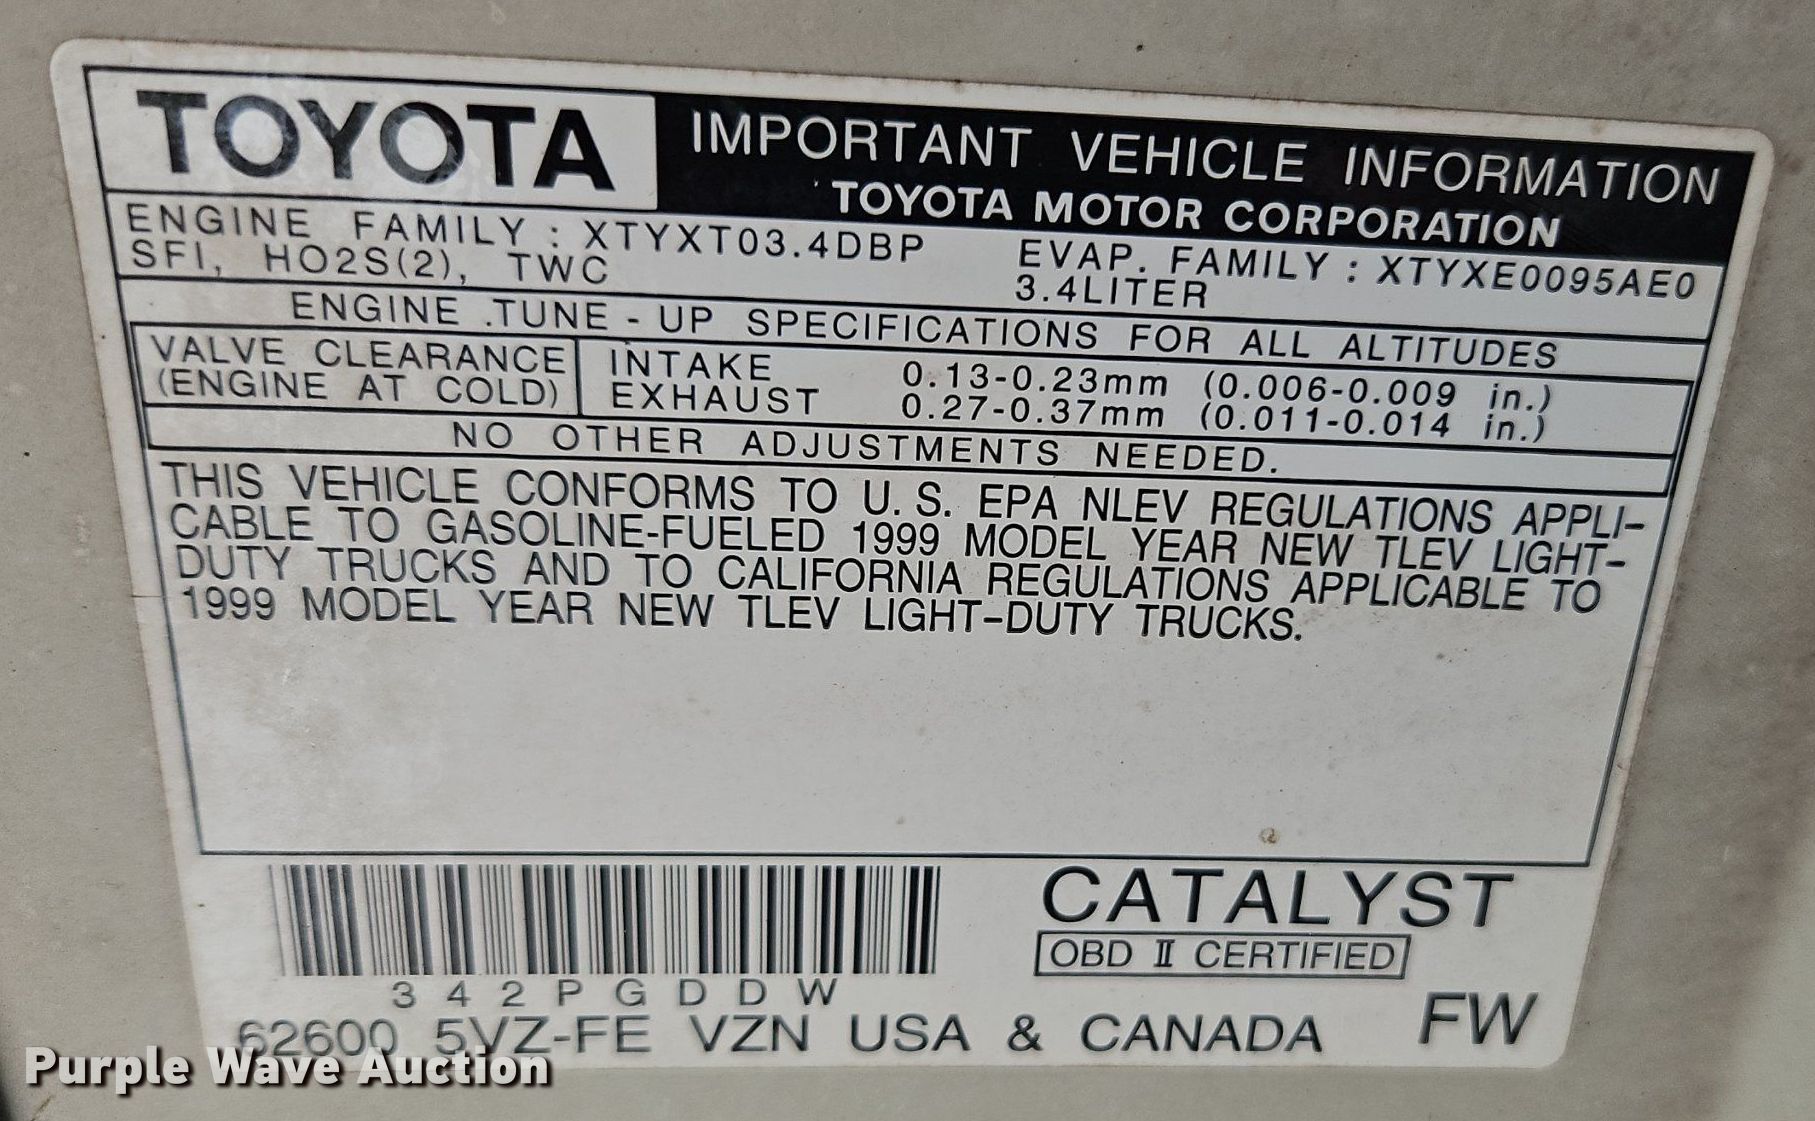 TOYOTA
IMPORTANT VEHICLE INFORMATION
TOYOTA MOTOR CORPORATION
ENGINE FAMILY : XTYXT03.4DBP
SFI, HO2S(2), TWC
EVAP. FAMILY : XTYXE0095AE0
3.4LITER
ENGINE TUNE-UP SPECIFICATIONS FOR ALL ALTITUDES
VALVE CLEARANCE
(ENGINE AT COLD)
INTAKE 0.13-0.23mm (0.006-0.009 in.)
EXHAUST 0.27-0.37mm (0.011-0.014 in.)
NO OTHER ADJUSTMENTS NEEDED.
THIS VEHICLE CONFORMS TO U.S. EPA NLEV REGULATIONS APPLI-
CABLE TO GASOLINE-FUELED 1999 MODEL YEAR NEW TLEV LIGHT-
DUTY TRUCKS AND TO CALIFORNIA REGULATIONS APPLICABLE TO
1999 MODEL YEAR NEW TLEV LIGHT-DUTY TRUCKS.
CATALYST
OBD II CERTIFIED
342PGDDW
62600 5VZ-FE VZN USA & CANADA FW
Purple Wave Auction